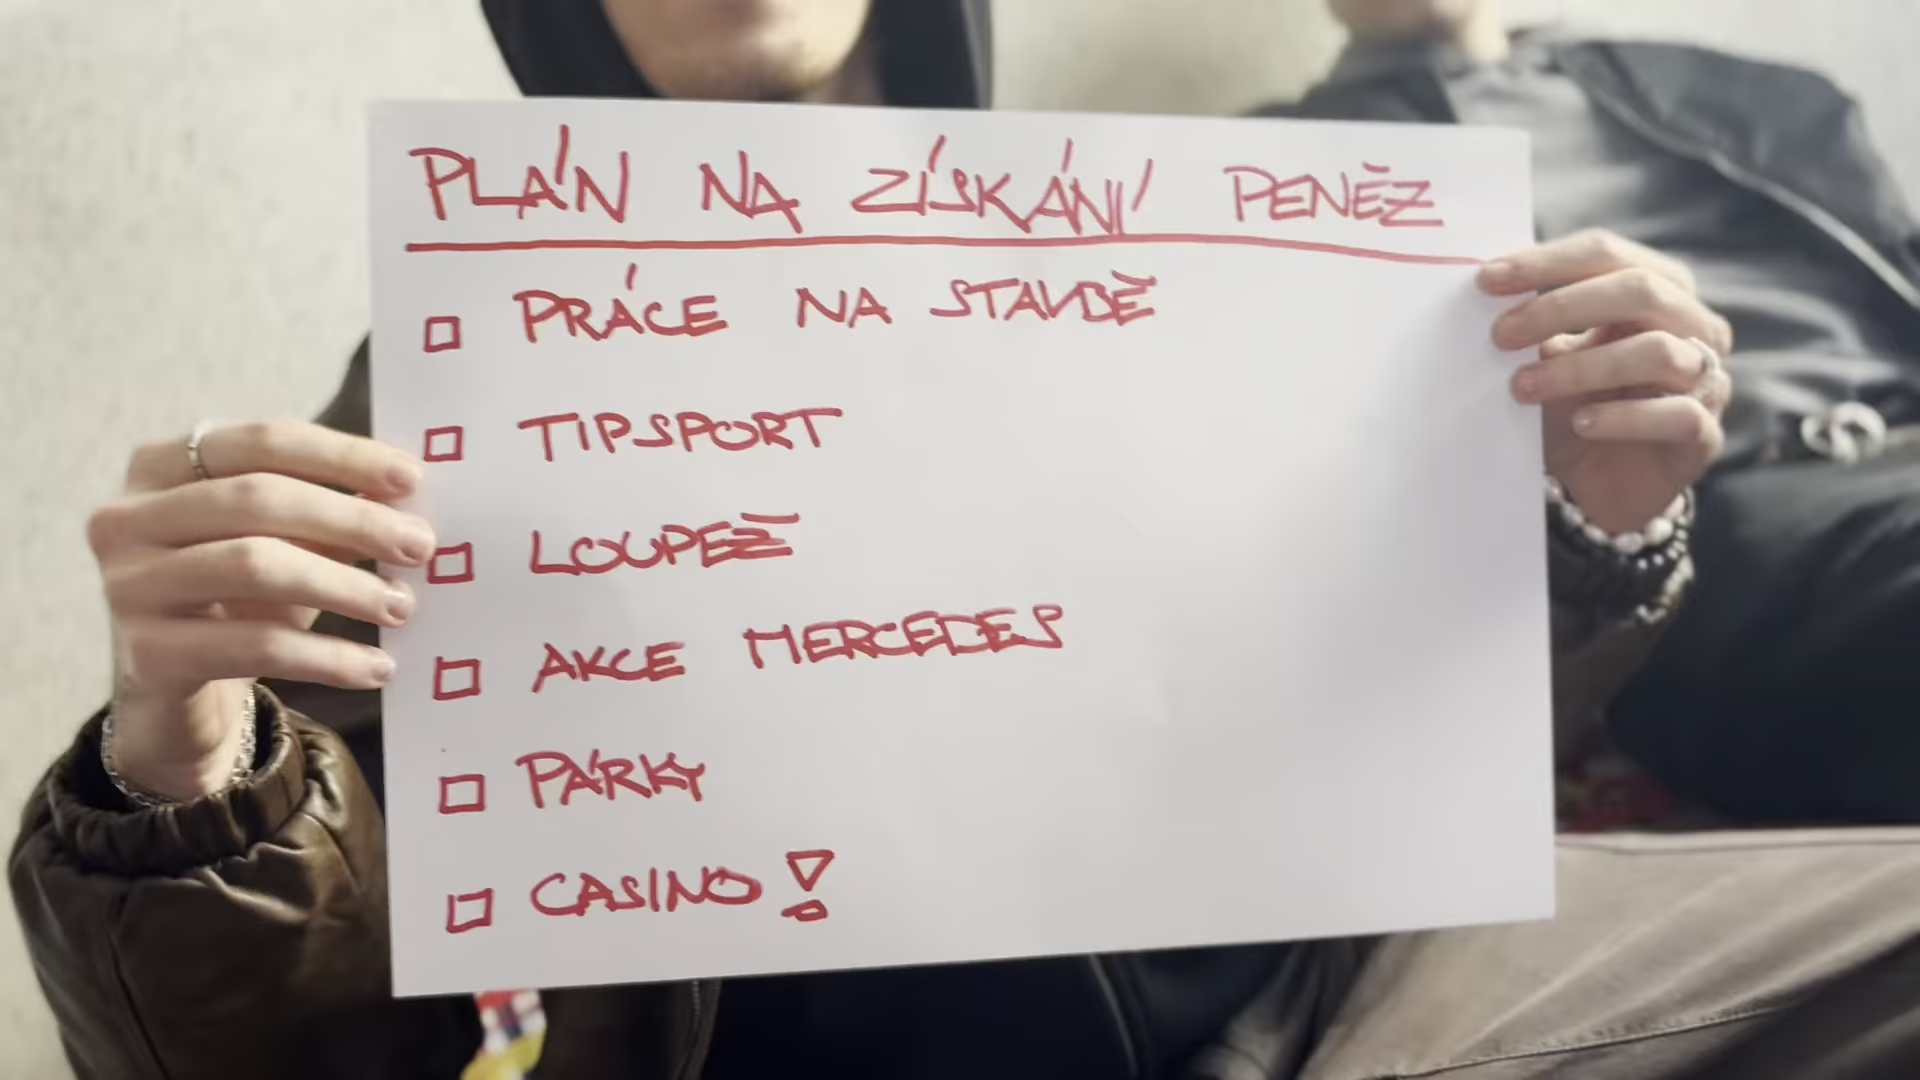 PLÁN NA ZÍSKÁNÍ PENĚZ
PRÁCE NA STAVBĚ
TIPSPORT
LOUPEŽ
AKCE MERCEDES
PÁRKY
CASINO!